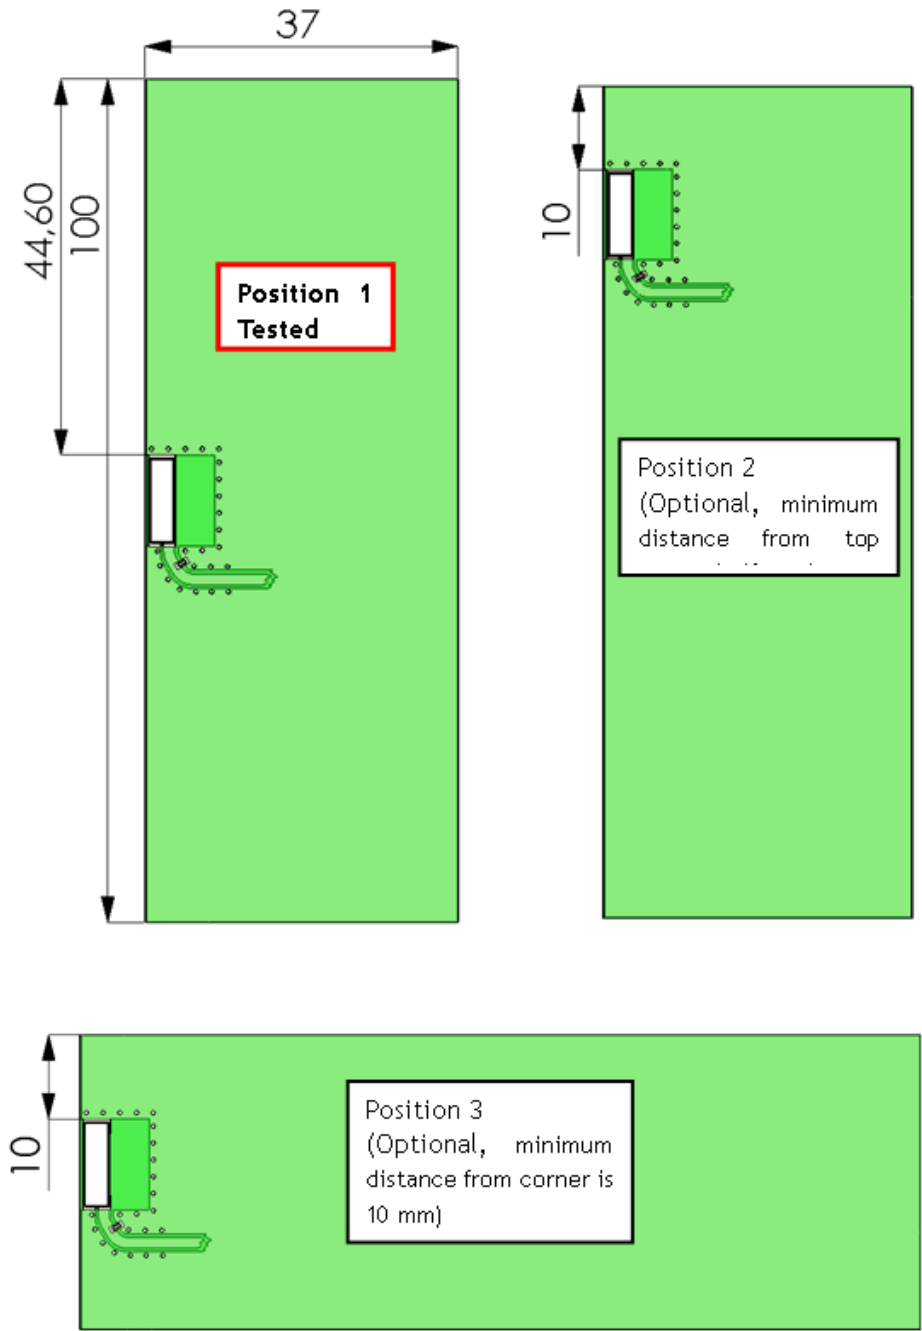 37
44,60
100
10
Position 1
Tested
Position 2
(Optional, minimum
distance from top
10
Position 3
(Optional, minimum
distance from corner is
10 mm)